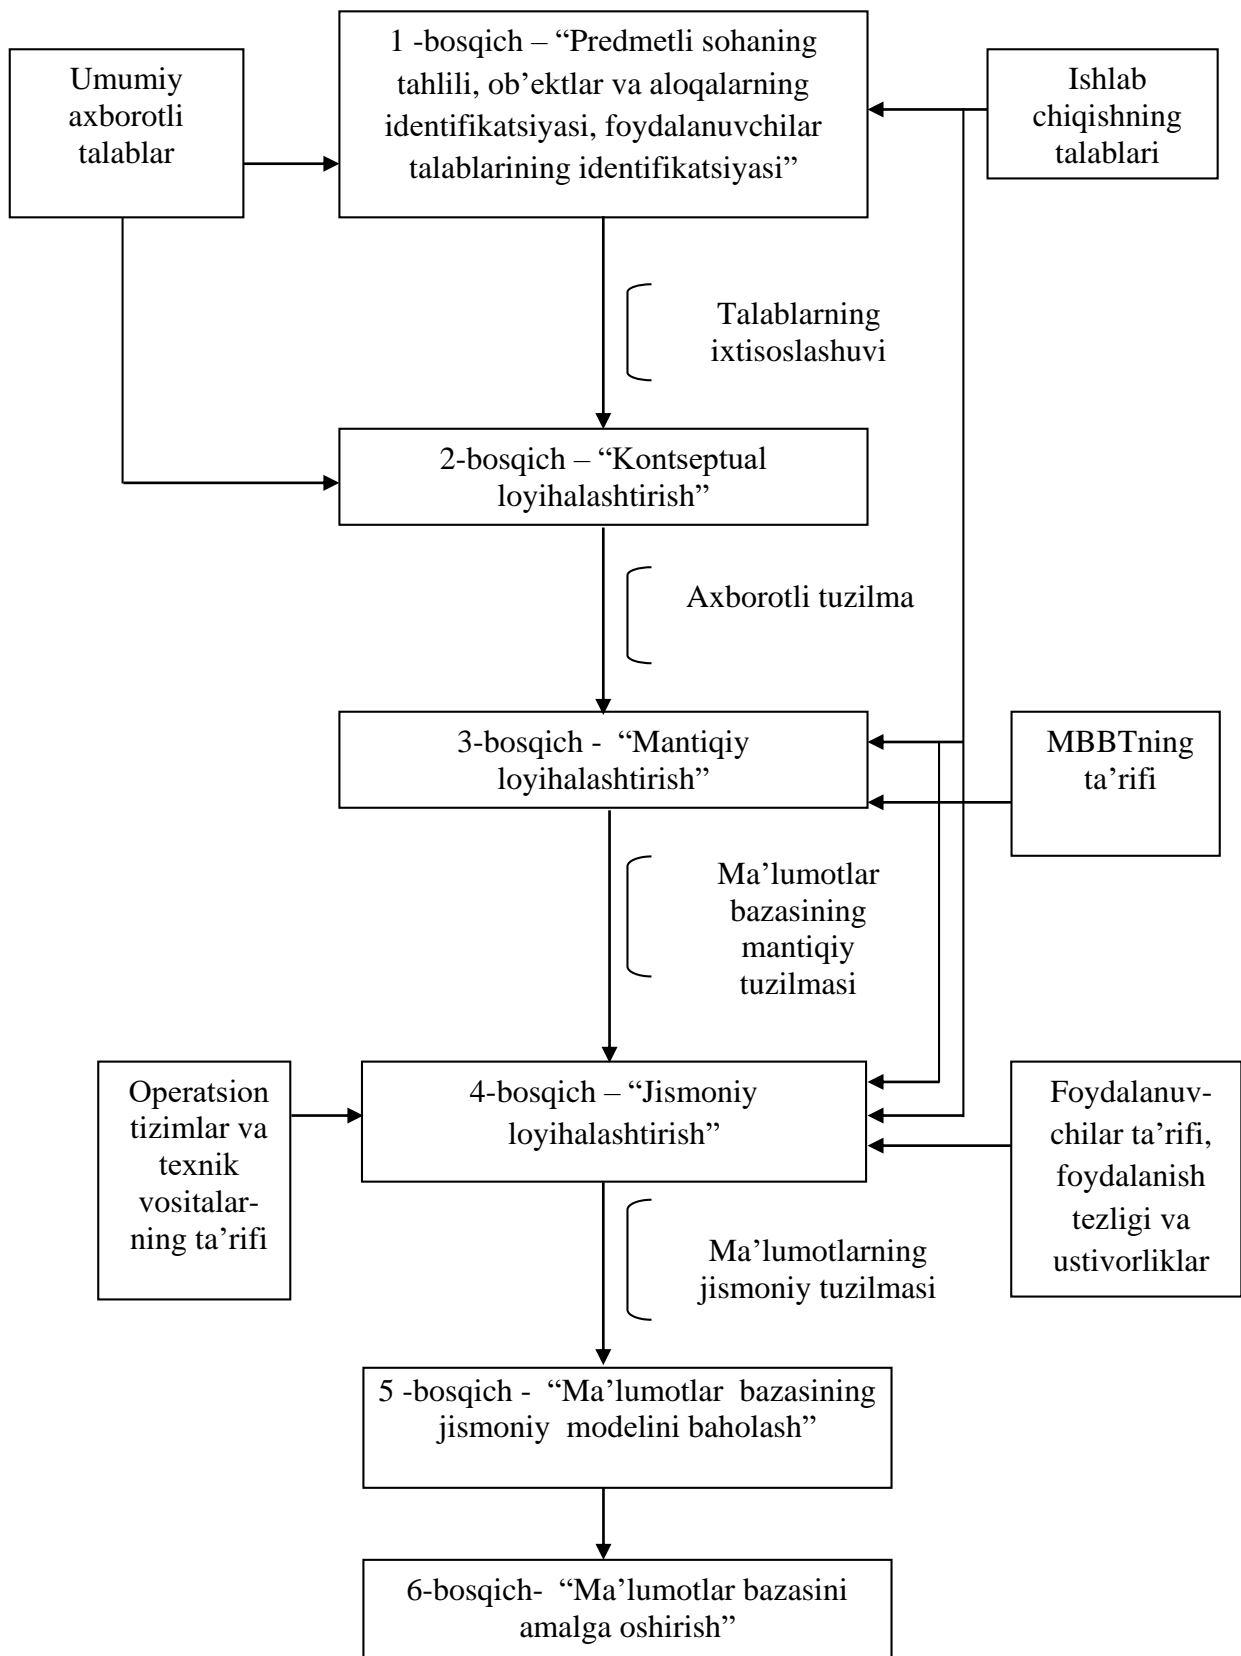 1 -bosqich – “Predmetli sohaning
tahlili, ob’ektlar va aloqalarning
identifikatsiyasi, foydalanuvchilar
talablarining identifikatsiyasi”
Umumiy
axborotli
talablar
Ishlab
chiqishning
talablari
Talablarning
ixtisoslashuvi
2-bosqich – “Kontseptual
loyihalashtirish”
Axborotli tuzilma
3-bosqich - “Mantiqiy
loyihalashtirish”
MBBTning
ta’rifi
Ma’lumotlar
bazasining
mantiqiy
tuzilmasi
Operatsion
tizimlar va
texnik
vositalar-
ning ta’rifi
4-bosqich – “Jismoniy
loyihalashtirish”
Foydalanuv-
chilar ta’rifi,
foydalanish
tezligi va
ustivorliklar
Ma’lumotlarning
jismoniy tuzilmasi
5 -bosqich - “Ma’lumotlar bazasining
jismoniy modelini baholash”
6-bosqich- “Ma’lumotlar bazasini
amalga oshirish”